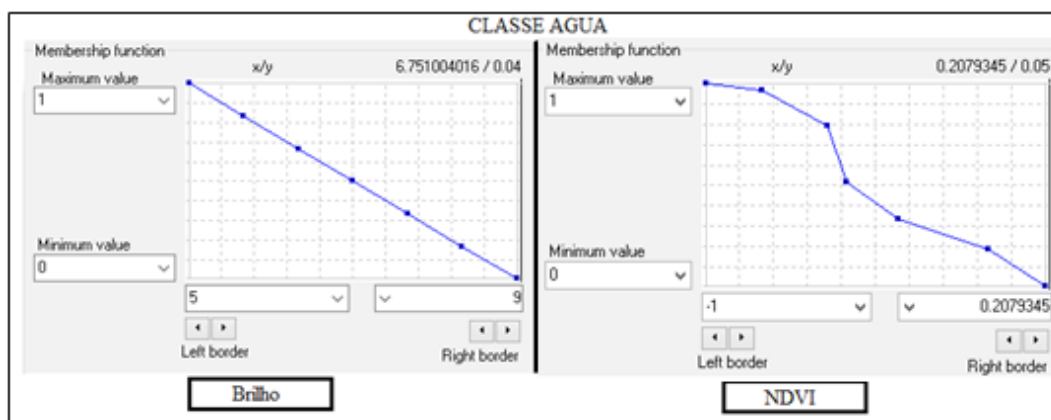 CLASSE AGUA
Membership function
Maximum value
x/y
6.751004016 / 0.04
1
Minimum value
0
5
9
Left border
Right border
Brilho
Membership function
Maximum value
x/y
0.2079345 / 0.05
1
Minimum value
0
-1
0.2079345
Left border
Right border
NDVI